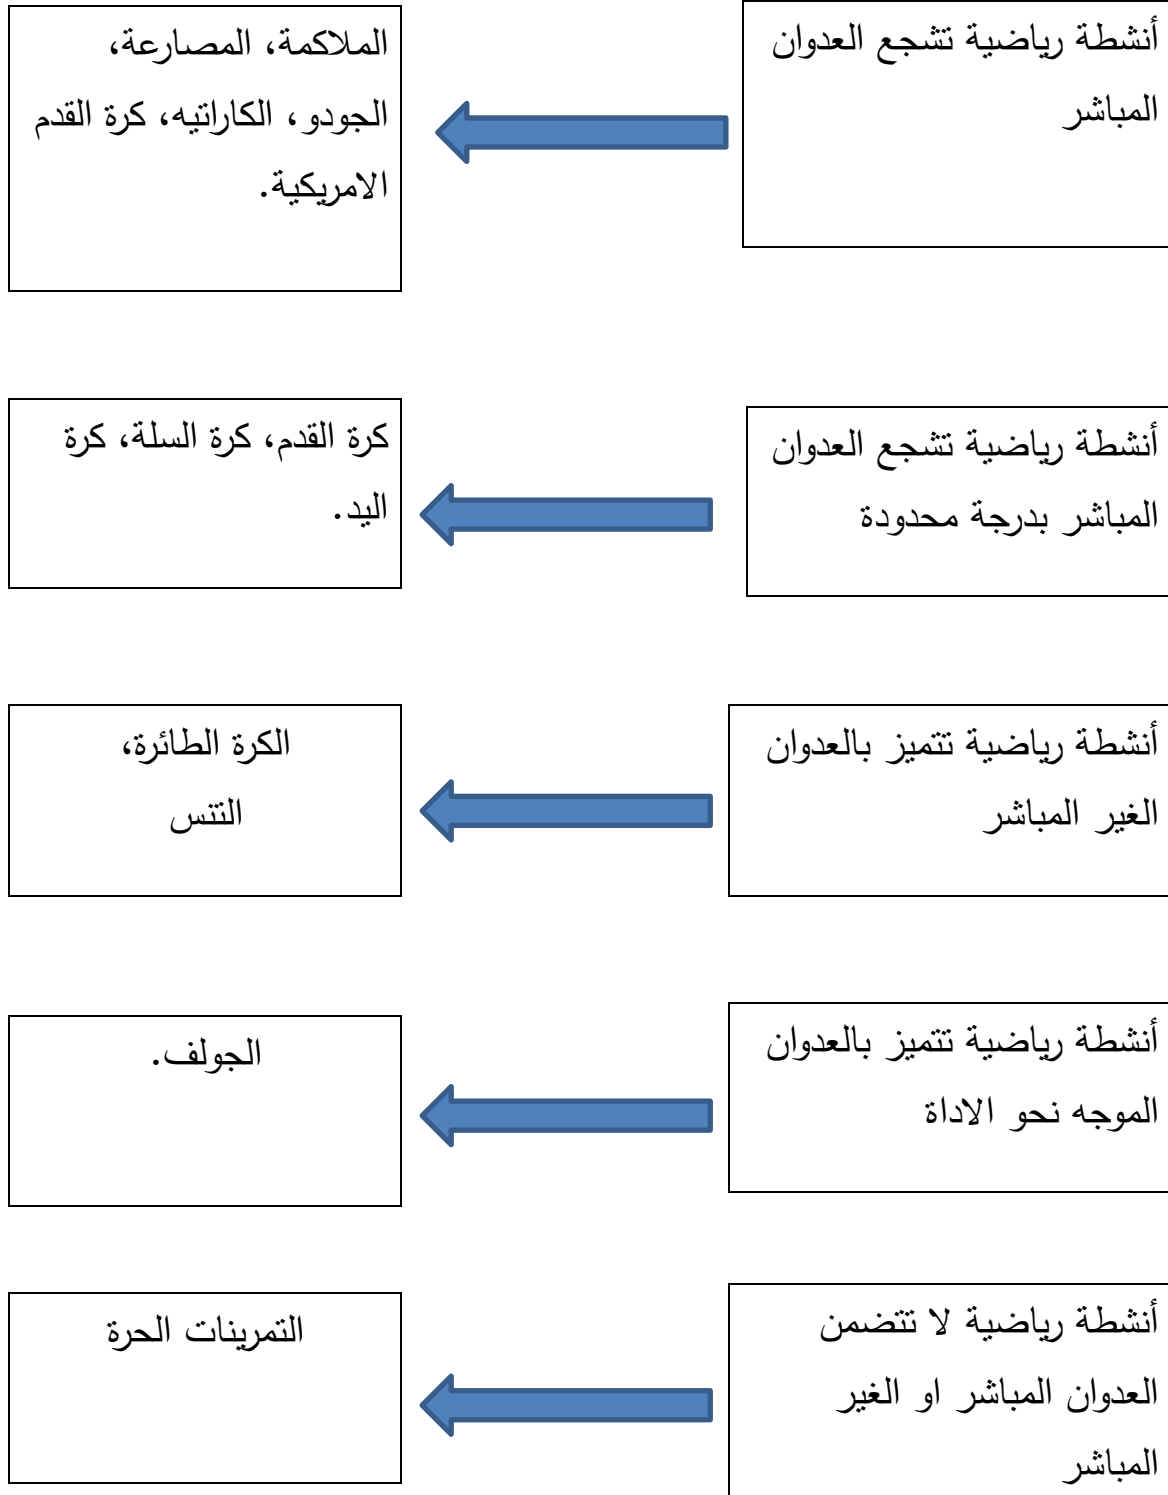 أنشطة رياضية تشجع العدوان
المباشر
الملاكمة، المصارعة،
الجودو، الكاراتيه، كرة القدم
الامريكية.
أنشطة رياضية تشجع العدوان
المباشر بدرجة محدودة
كرة القدم، كرة السلة، كرة
اليد.
أنشطة رياضية تتميز بالعدوان
الغير المباشر
الكرة الطائرة،
التنس
أنشطة رياضية تتميز بالعدوان
الموجه نحو الاداة
الجولف.
أنشطة رياضية لا تتضمن
العدوان المباشر او الغير
المباشر
التمرينات الحرة